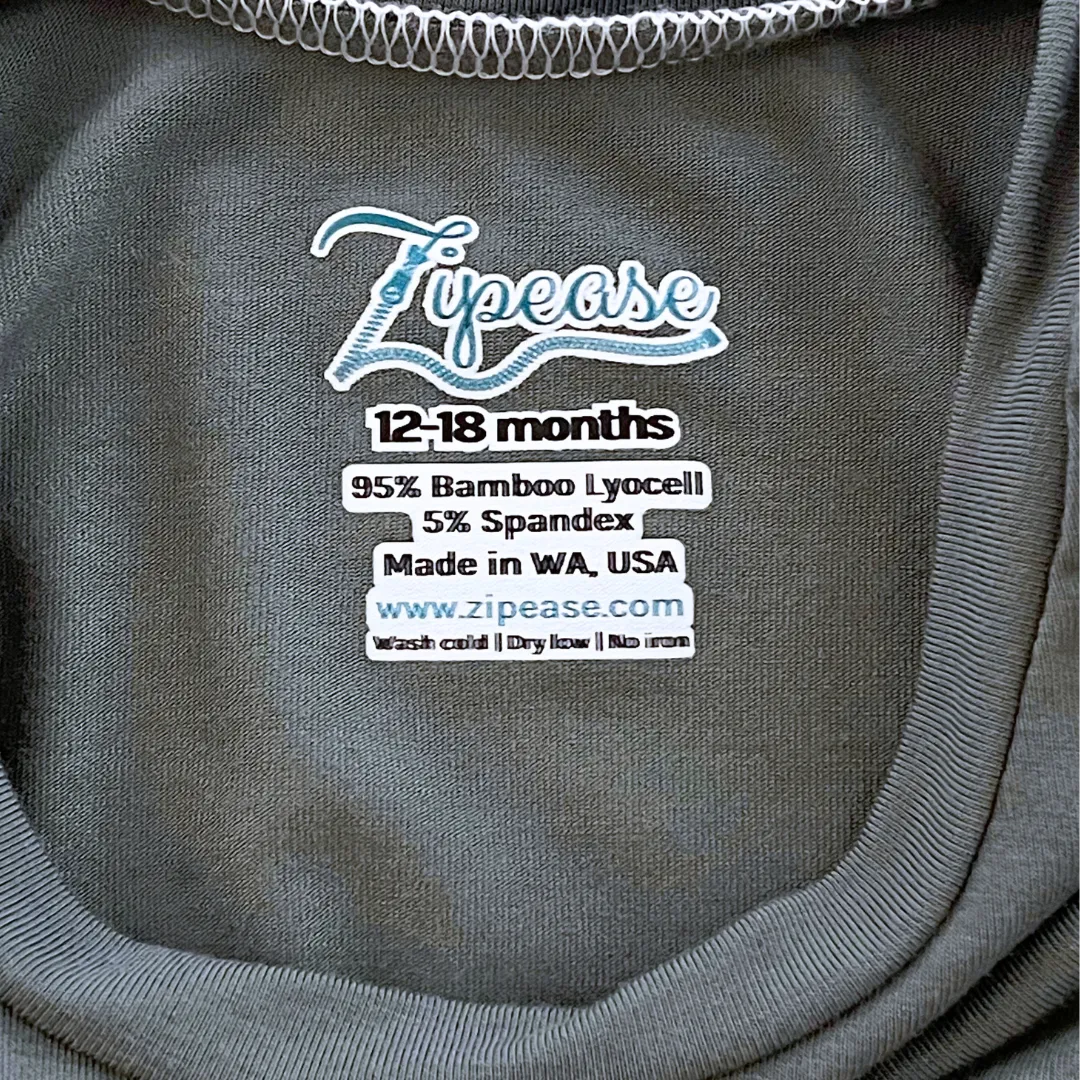 Zipease
12-18 months
95% Bamboo Lyocell
5% Spandex
Made in WA, USA
www.zipease.com
Wash cold | Dry low | No iron